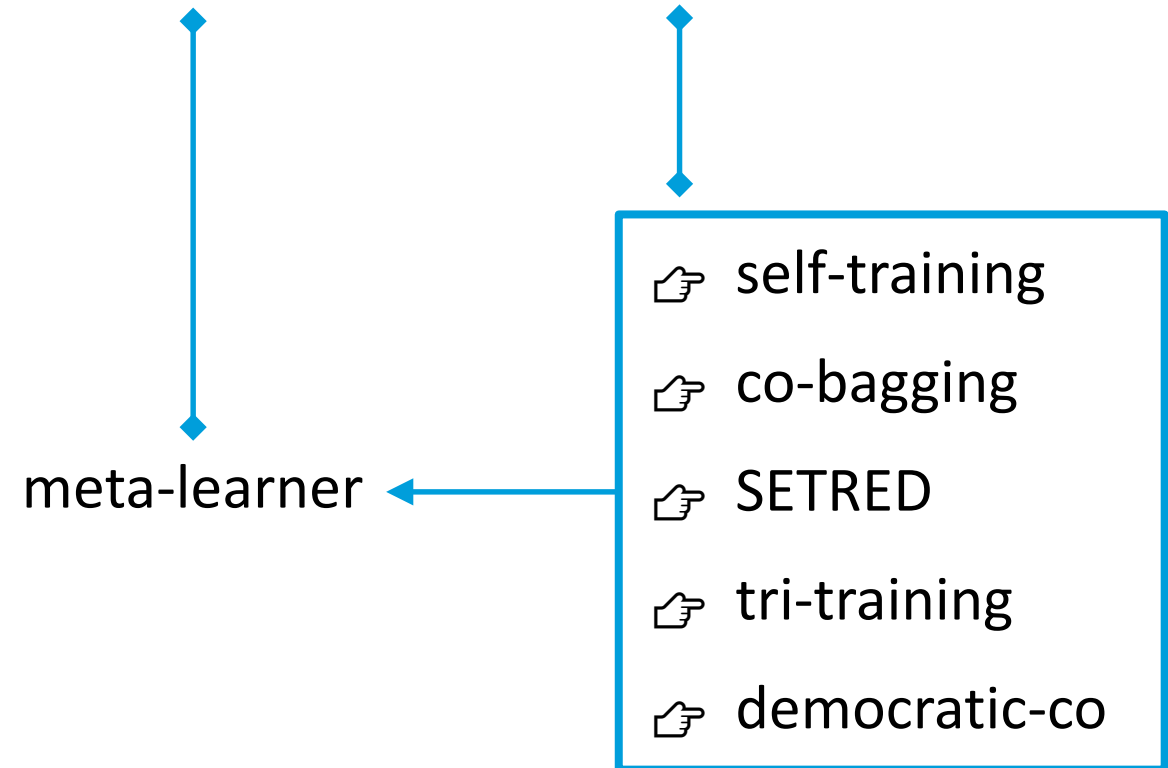 self-training
co-bagging
meta-learner
SETRED
tri-training
democratic-co